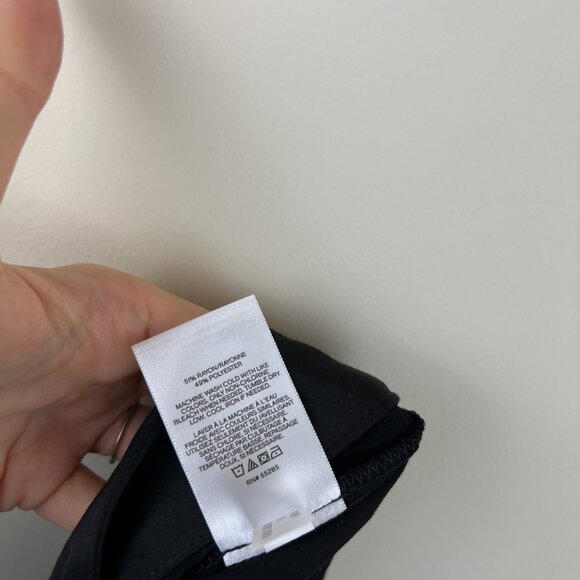 51% RAYON/RAYONNE
49% POLYESTER
MACHINE WASH COLD WITH LIKE
COLORS. ONLY NON-CHLORINE
BLEACH WHEN NEEDED. TUMBLE DRY
LOW. COOL IRON IF NEEDED.
LAVER À LA MACHINE À L'EAU
FROIDE AVEC COULEURS SIMILAIRES.
UTILISEZ SEULEMENT DU JAVELLISANT
SANS CHLORE SI NÉCESSAIRE.
SÉCHAGE PAR CULBUTAGE À
TEMPÉRATURE BASSE. REPASSAGE
DOUX, SI NÉCESSAIRE.
RN# 55285